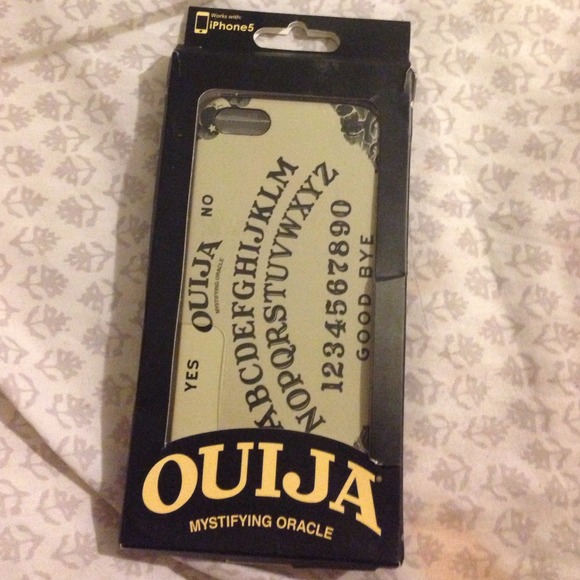 Works with:
iPhone5
YES
NO
OUIJA
MYSTIFYING ORACLE
ABCDEFGHIJKLM
NOPQRSTUVWXYZ
1234567890
GOOD BYE
OUIJA®
MYSTIFYING ORACLE